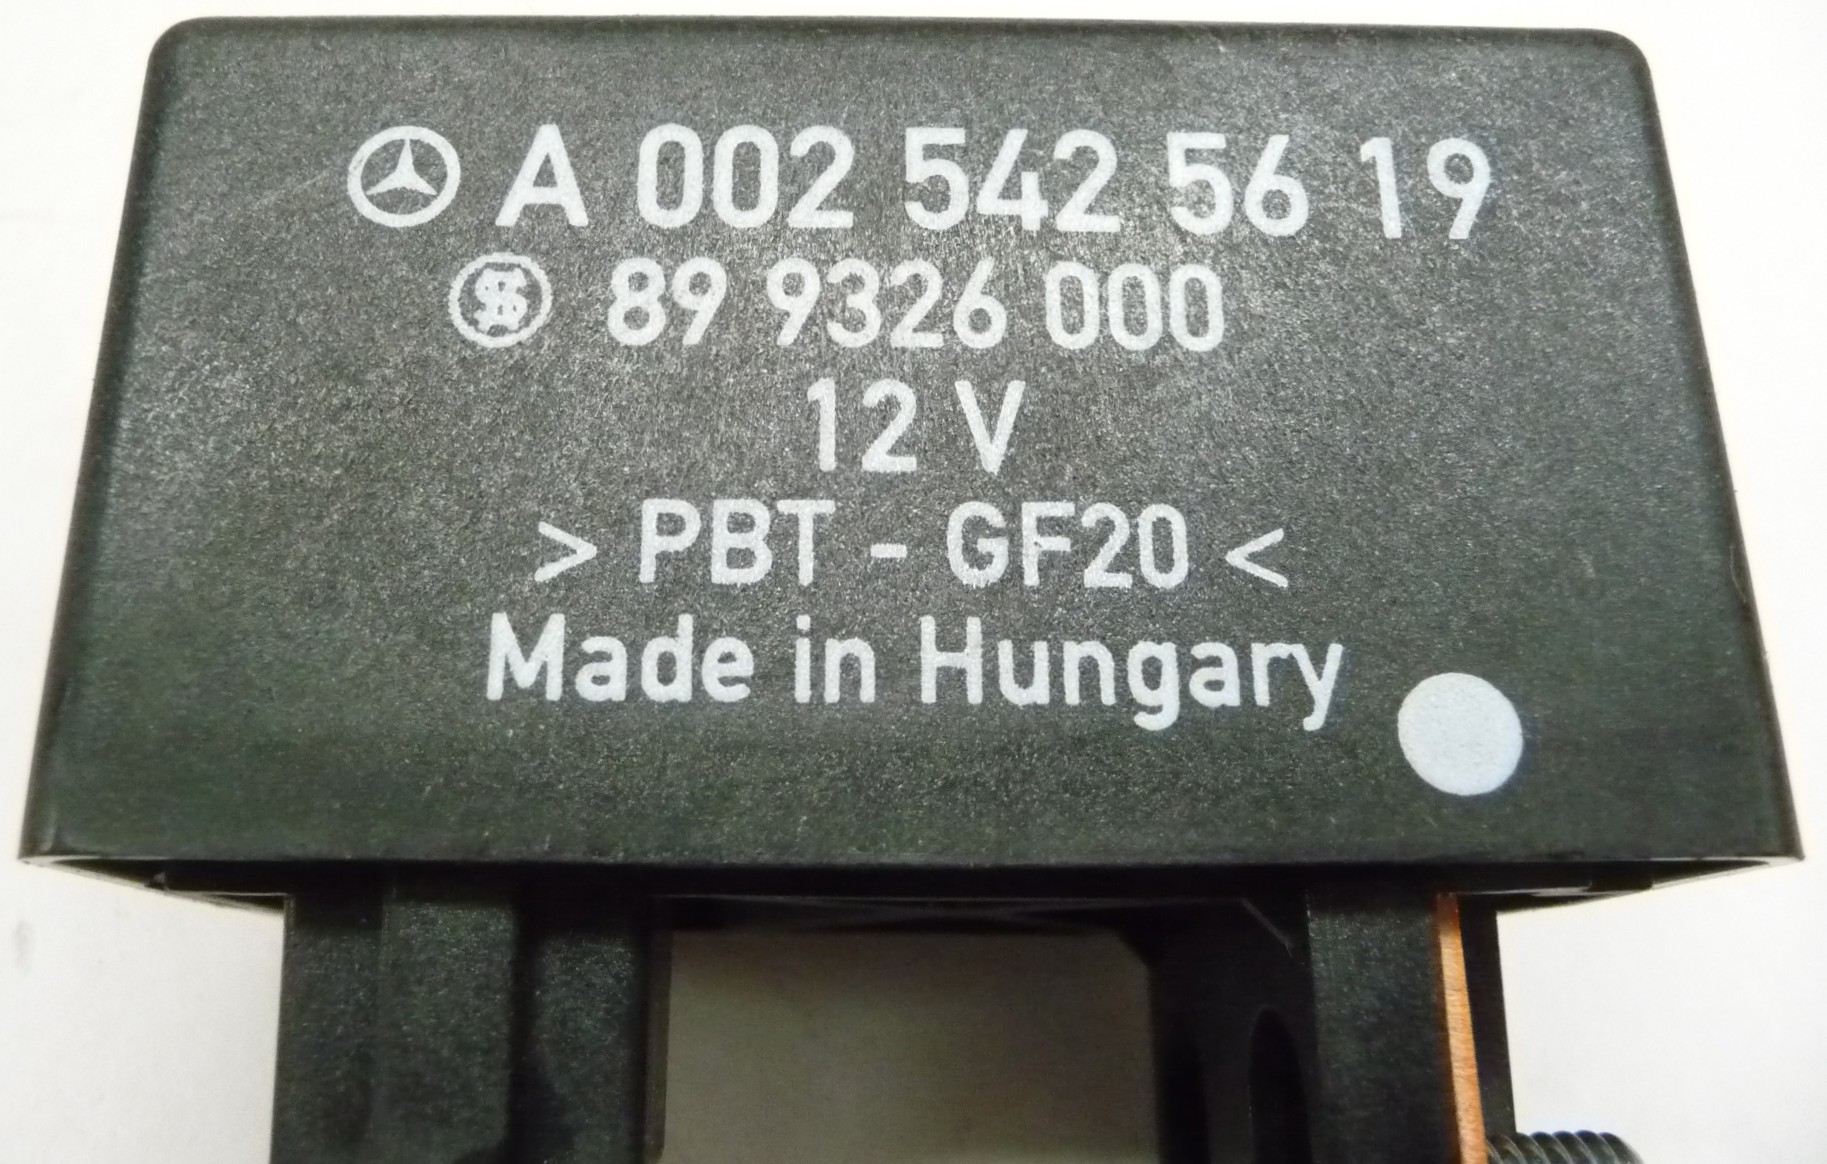 A 002 542 56 19
89 9326 000
12 V
> PBT - GF20 <
Made in Hungary